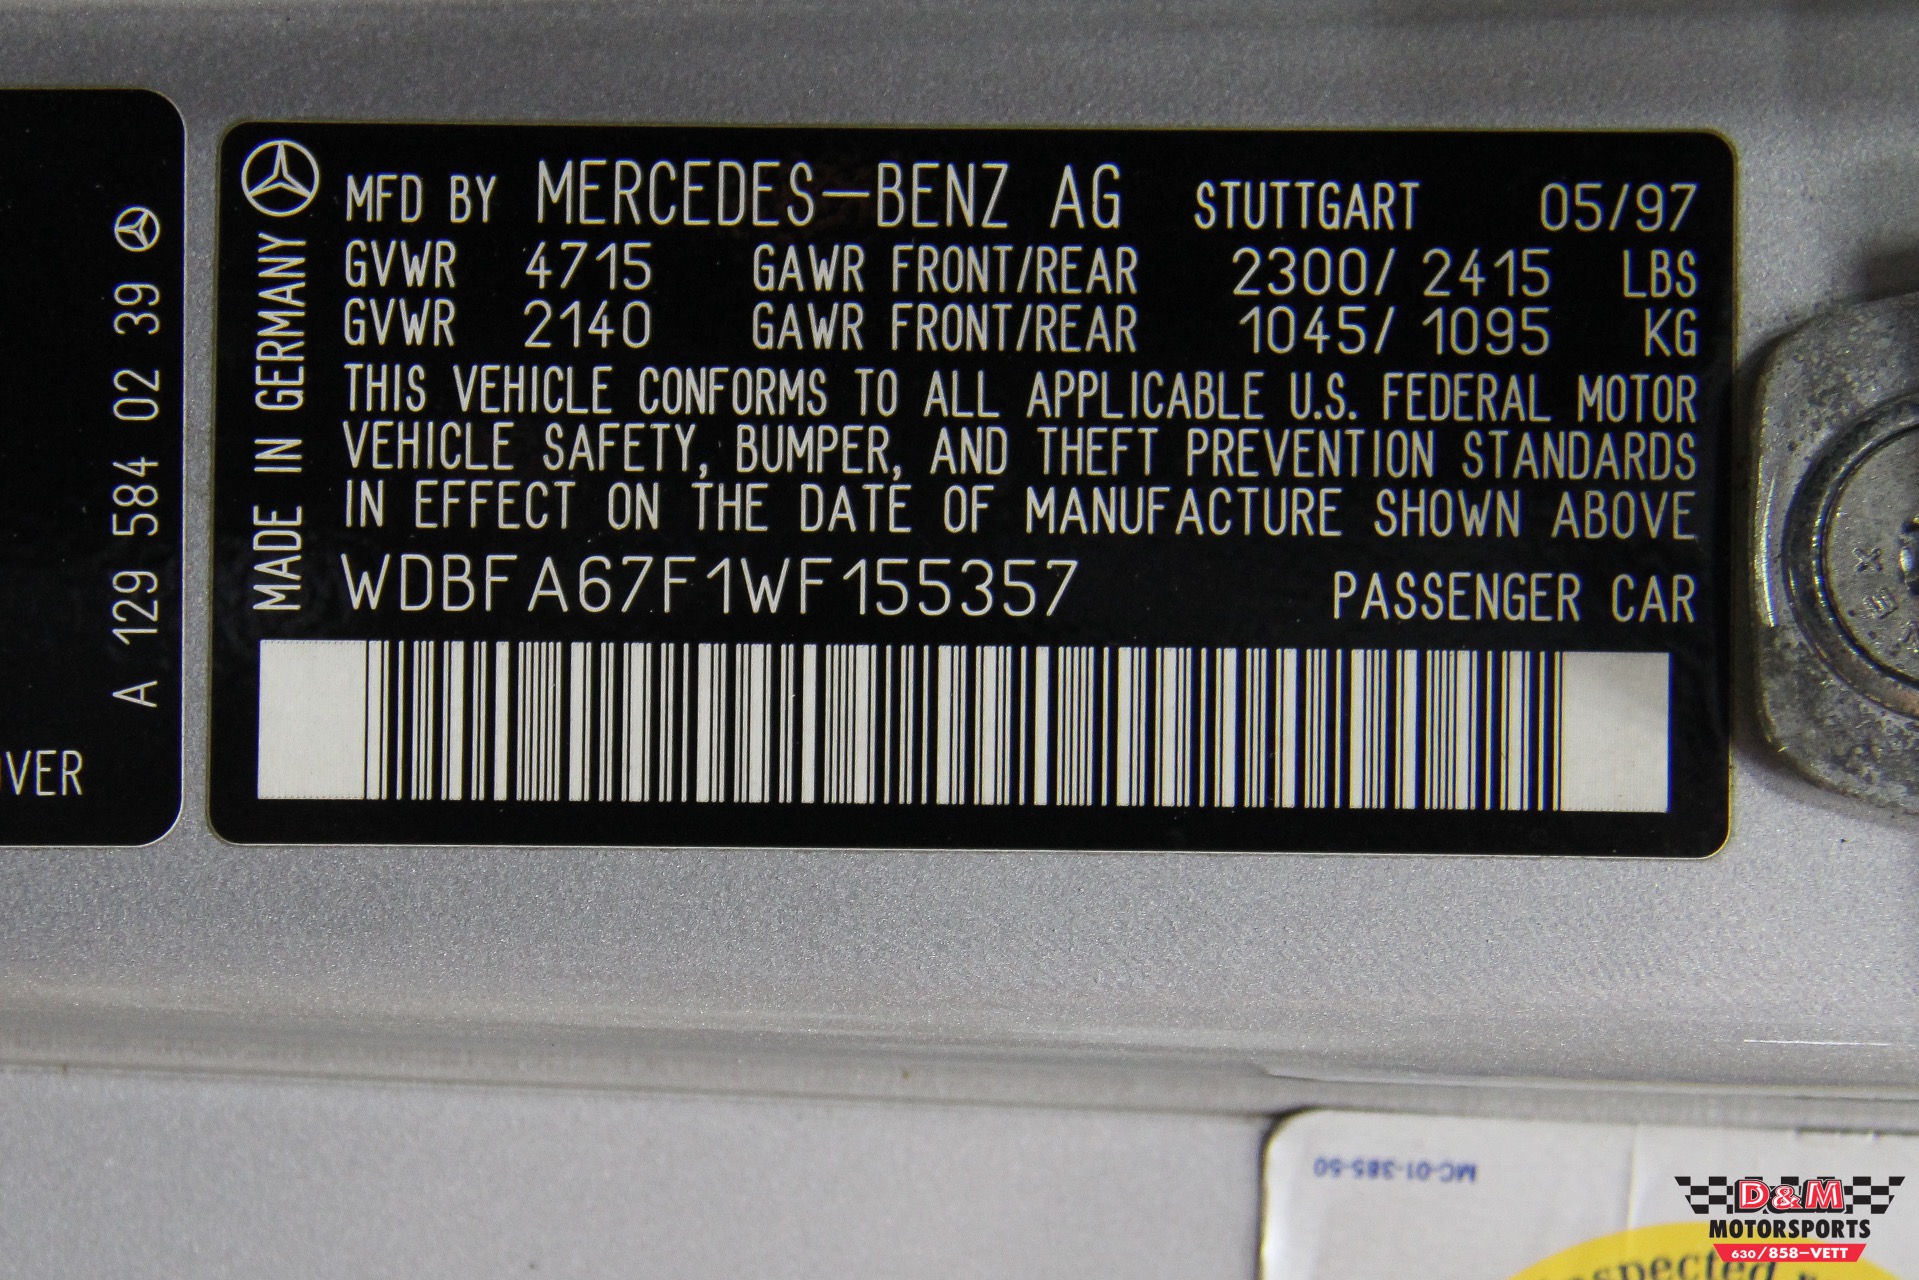 A 129 584 02 39
OVER
MADE IN GERMANY
MFD BY MERCEDES-BENZ AG STUTTGART 05/97
GVWR 4715 GAWR FRONT/REAR 2300/ 2415 LBS
GVWR 2140 GAWR FRONT/REAR 1045/ 1095 KG
THIS VEHICLE CONFORMS TO ALL APPLICABLE U.S. FEDERAL MOTOR
VEHICLE SAFETY, BUMPER, AND THEFT PREVENTION STANDARDS
IN EFFECT ON THE DATE OF MANUFACTURE SHOWN ABOVE
WDBFA67F1WF155357 PASSENGER CAR
MC-01-385-50
D&M
MOTORSPORTS
630/858-VETT